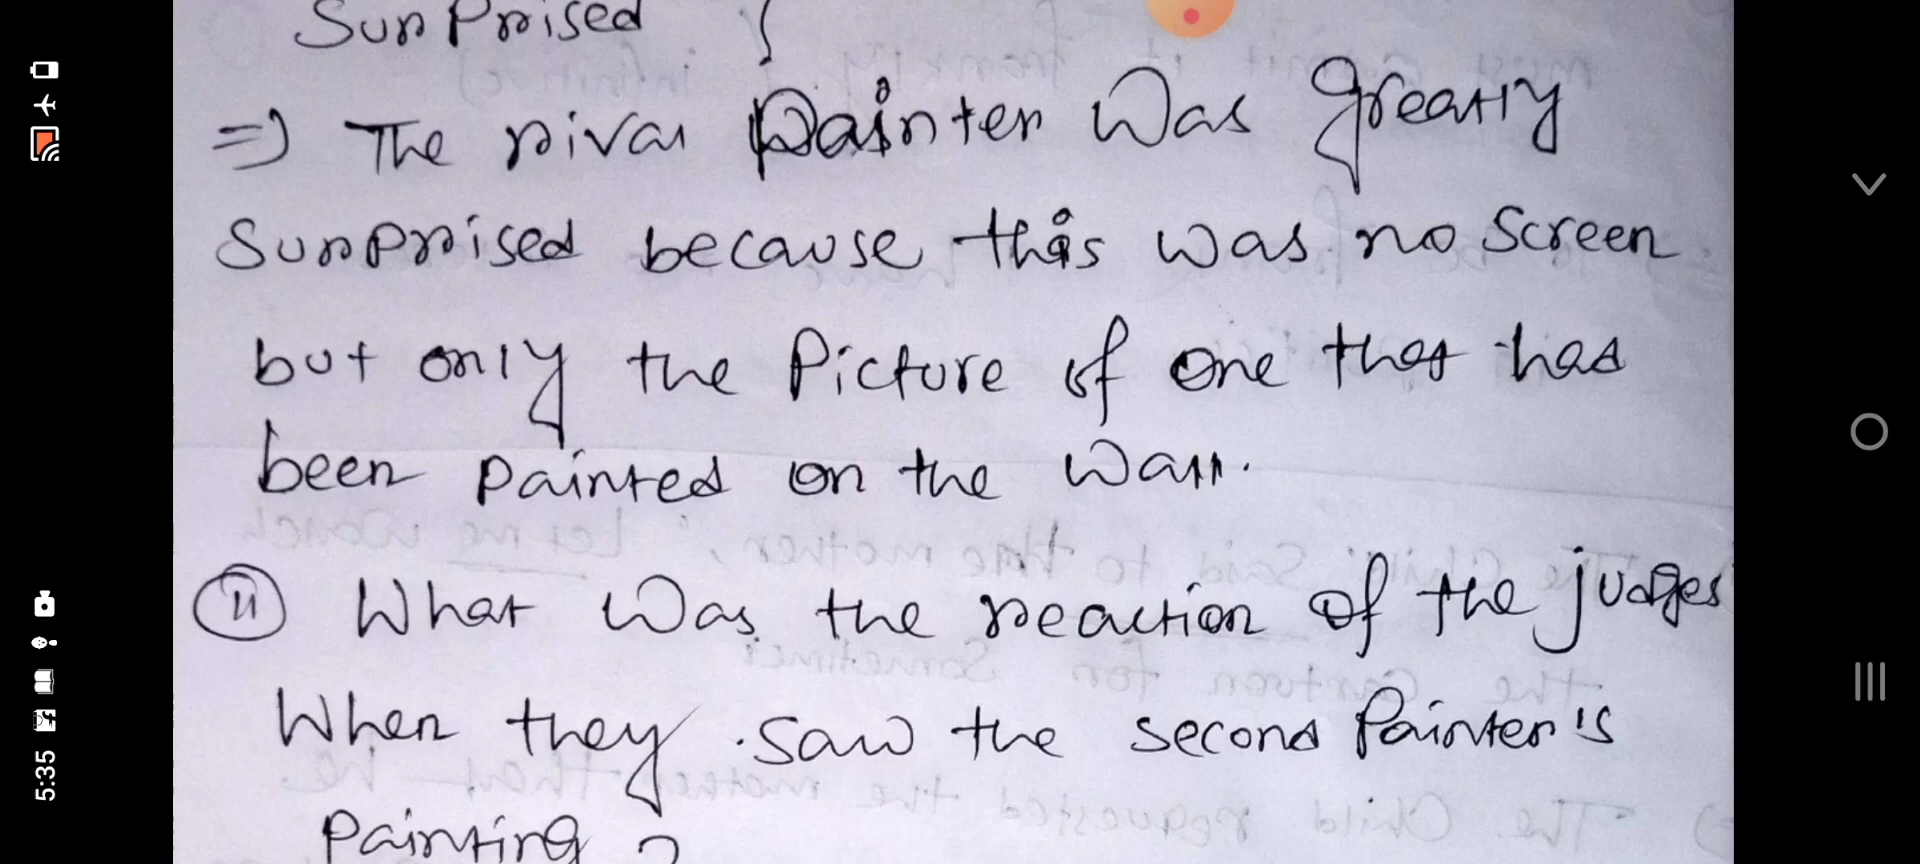 Surprised ?
=) The rival Painter was greatly
Surprised because this was no Screen
but only the Picture of one that had
been painted on the wall.
(ii) What was the reaction of the judges
When they saw the second Painter's
Painting ?
5:35